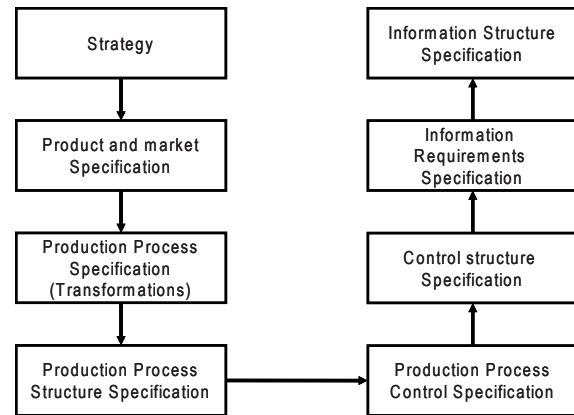 Strategy
Product and market
Specification
Production Process
Specification
(Transformations)
Production Process
Structure Specification
Production Process
Control Specification
Control structure
Specification
Information
Requirements
Specification
Information Structure
Specification